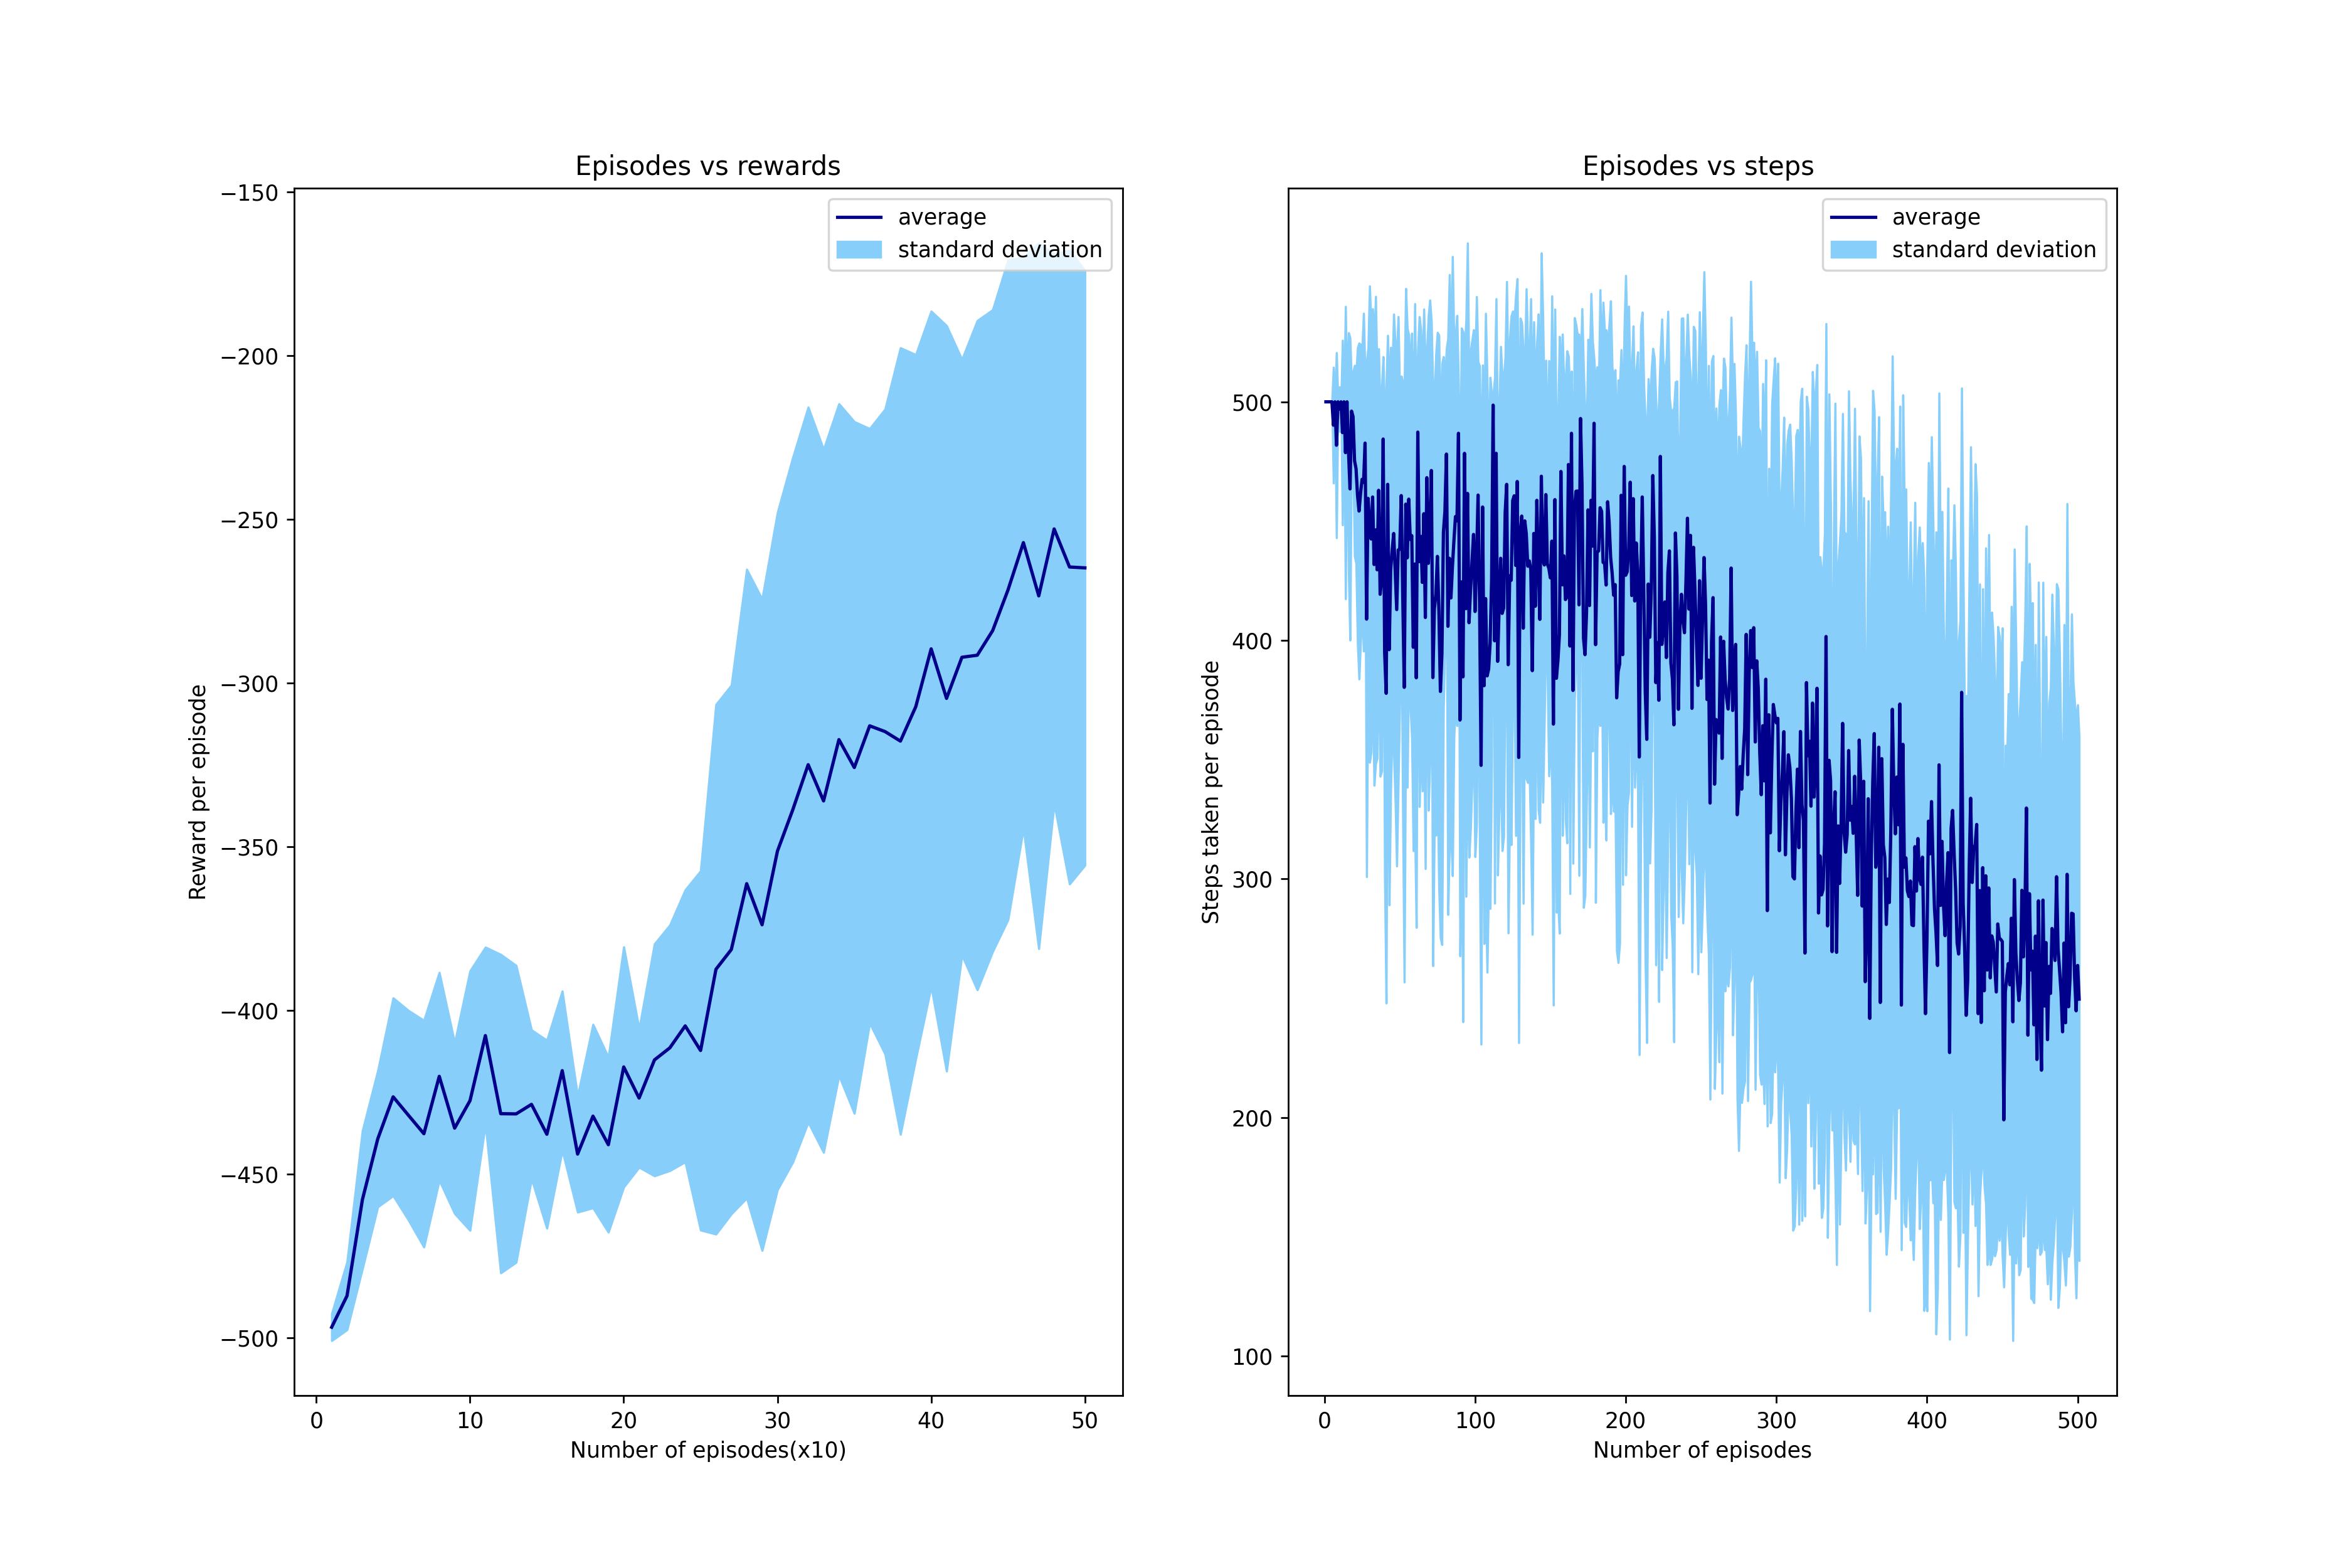 Episodes vs rewards
average
standard deviation
−150
−200
−250
−300
−350
−400
−450
−500
Reward per episode
0 10 20 30 40 50
Number of episodes(x10)
Episodes vs steps
average
standard deviation
500
400
300
200
100
Steps taken per episode
0 100 200 300 400 500
Number of episodes